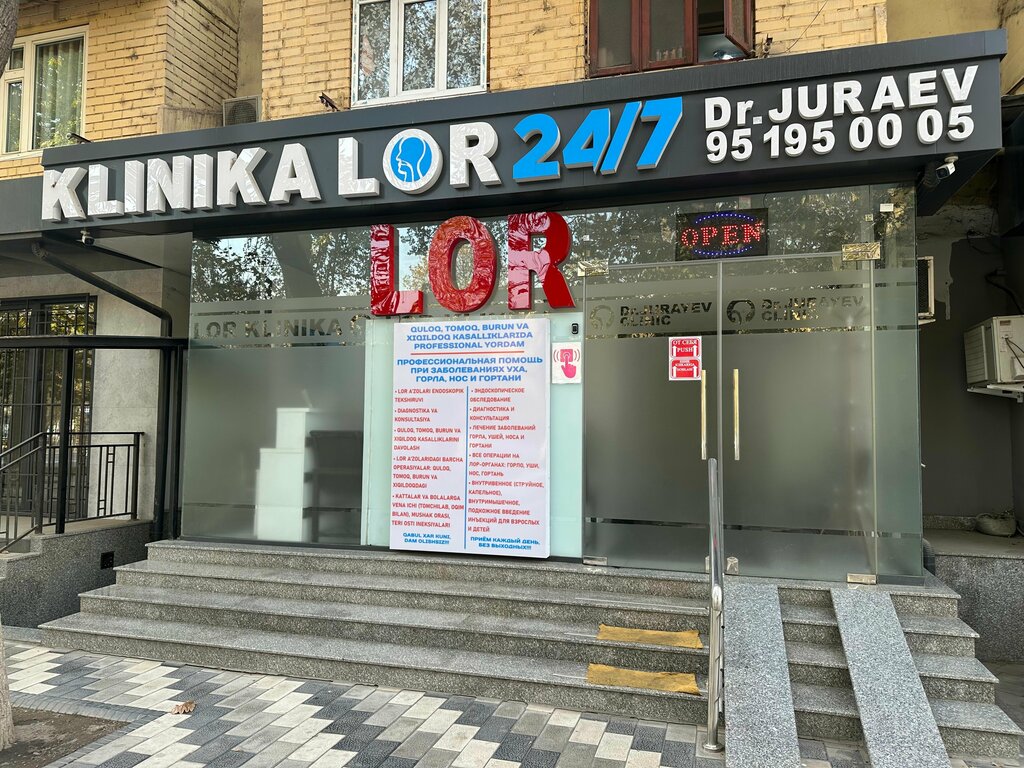 KLINIKA LOR 24/7
Dr. JURAEV
95 195 00 05
LOR
OPEN
LOR KLINIKA
Dr.JURAYEV
CLINIC
Dr.JURAYEV
CLINIC
ОТ СЕБЯ
PUSH
QULOQ, TOMOQ, BURUN VA
XIQILDOQ KASALLIKLARIDA
PROFESSIONAL YORDAM
ПРОФЕССИОНАЛЬНАЯ ПОМОЩЬ
ПРИ ЗАБОЛЕВАНИЯХ УХА,
ГОРЛА, НОС И ГОРТАНИ
• LOR A'ZOLARI ENDOSKOPIK
TEKSHIRUVI
• DIAGNOSTIKA VA
KONSULTASIYA
• QULOQ, TOMOQ, BURUN VA
XIQILDOQ KASALLIKLARINI
DAVOLASH
• LOR A'ZOLARIDAGI BARCHA
OPERASIYALAR: QULOQ,
TOMOQ, BURUN VA
XIQILDOQDAGI
• KATTALAR VA BOLALARGA
VENA ICHI (TOMCHILAB, OQIM
BILAN), MUSHAK ORASI,
TERI OSTI INEKSIYALARI
QABUL XAR KUNI,
DAM OLISHSIZ!!!
• ЭНДОСКОПИЧЕСКОЕ
ОБСЛЕДОВАНИЕ
• ДИАГНОСТИКА И
КОНСУЛЬТАЦИЯ
• ЛЕЧЕНИЕ ЗАБОЛЕВАНИЙ
ГОРЛА, УШЕЙ, НОСА И
ГОРТАНИ
• ВСЕ ОПЕРАЦИИ НА
ЛОР-ОРГАНАХ: ГОРЛО, УШИ,
НОС, ГОРТАНЬ
• ВНУТРИВЕННОЕ (СТРУЙНОЕ,
КАПЕЛЬНОЕ),
ВНУТРИМЫШЕЧНОЕ,
ПОДКОЖНОЕ ВВЕДЕНИЕ
ИНЪЕКЦИЙ ДЛЯ ВЗРОСЛЫХ
И ДЕТЕЙ
ПРИЁМ КАЖДЫЙ ДЕНЬ,
БЕЗ ВЫХОДНЫХ!!!